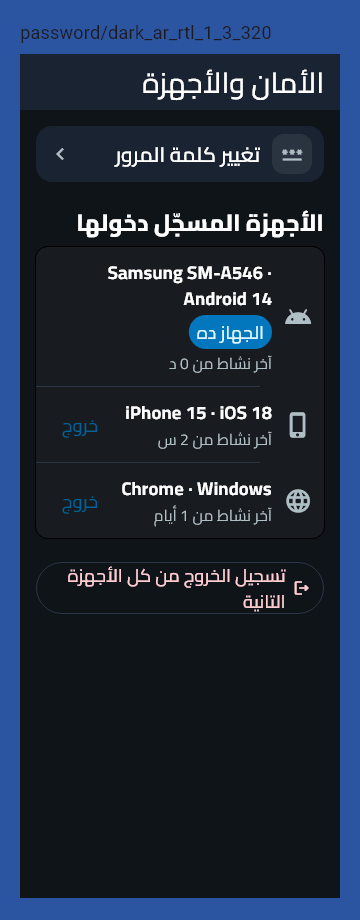 password/dark_ar_rtl_1_3_320
الأمان والأجهزة
تغيير كلمة المرور
الأجهزة المسجّل دخولها
Samsung SM-A546 ·
Android 14
الجهاز ده
آخر نشاط من 0 د
iPhone 15 · iOS 18
خروج
آخر نشاط من 2 س
Chrome · Windows
خروج
آخر نشاط من 1 أيام
تسجيل الخروج من كل الأجهزة
التانية